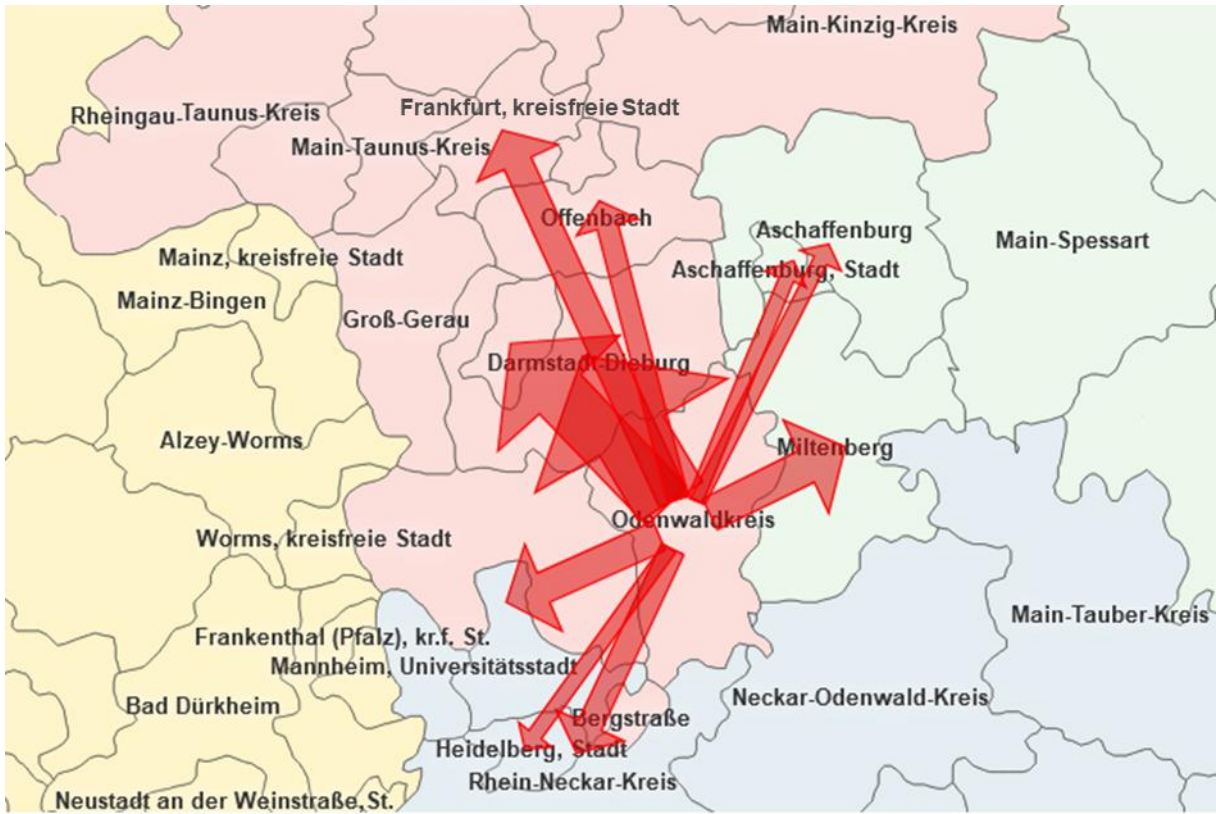 Main-Kinzig-Kreis
Frankfurt, kreisfreie Stadt
Rheingau-Taunus-Kreis
Main-Taunus-Kreis
Offenbach
Aschaffenburg
Main-Spessart
Mainz, kreisfreie Stadt
Aschaffenburg, Stadt
Mainz-Bingen
Groß-Gerau
Darmstadt-Dieburg
Alzey-Worms
Miltenberg
Odenwaldkreis
Worms, kreisfreie Stadt
Main-Tauber-Kreis
Frankenthal (Pfalz), kr.f. St.
Mannheim, Universitätsstadt
Neckar-Odenwald-Kreis
Bad Dürkheim
Bergstraße
Heidelberg, Stadt
Rhein-Neckar-Kreis
Neustadt an der Weinstraße, St.